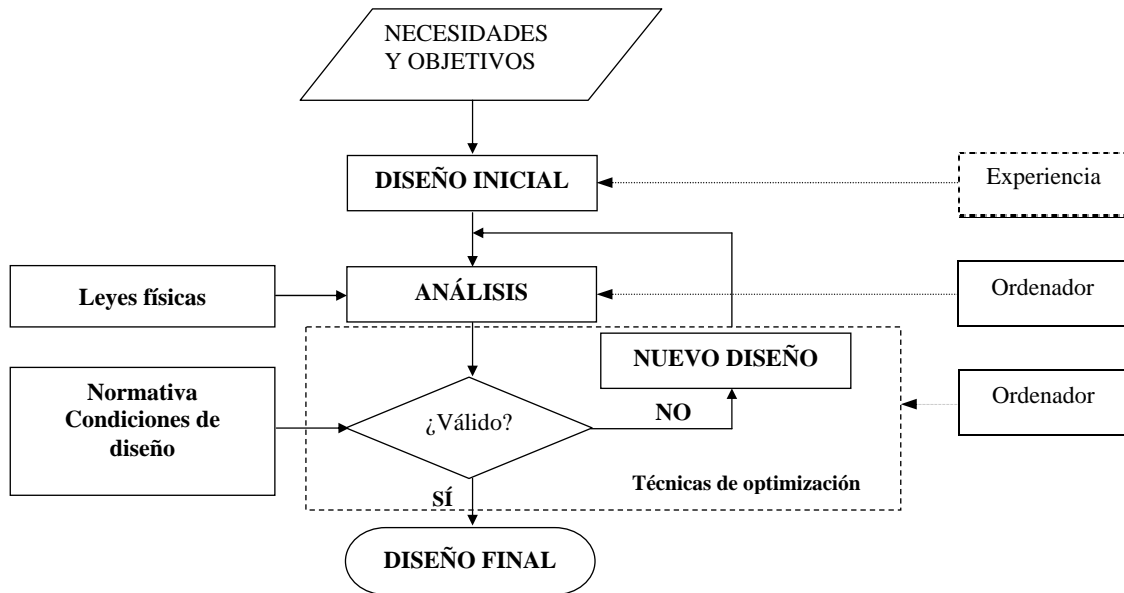 NECESIDADES
Y OBJETIVOS
DISEÑO INICIAL
Experiencia
Leyes físicas
ANÁLISIS
Ordenador
NUEVO DISEÑO
Normativa
Condiciones de
diseño
¿Válido?
NO
Ordenador
Técnicas de optimización
SÍ
DISEÑO FINAL